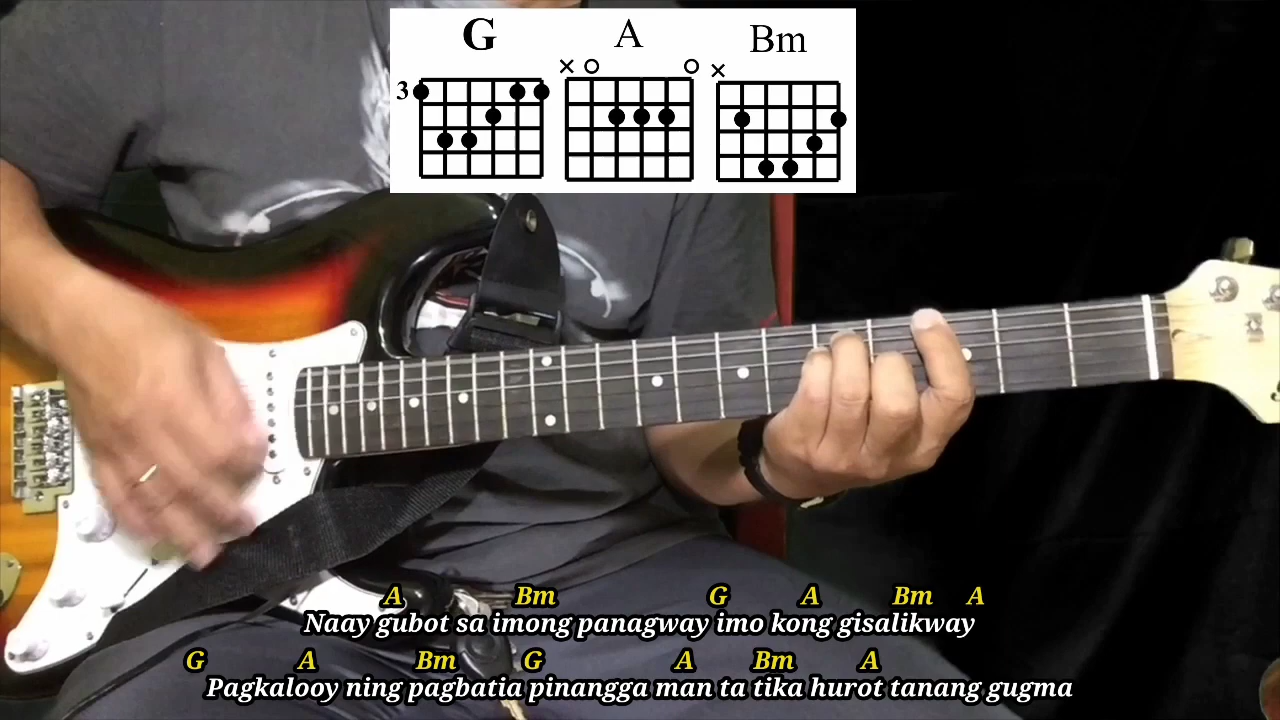 G A Bm
× ○ ○ ×
3
A Bm G A Bm A
Naay gubot sa imong panagway imo kong gisalikway
G A Bm G A Bm A
Pagkalooy ning pagbatia pinangga man ta tika hurot tanang gugma